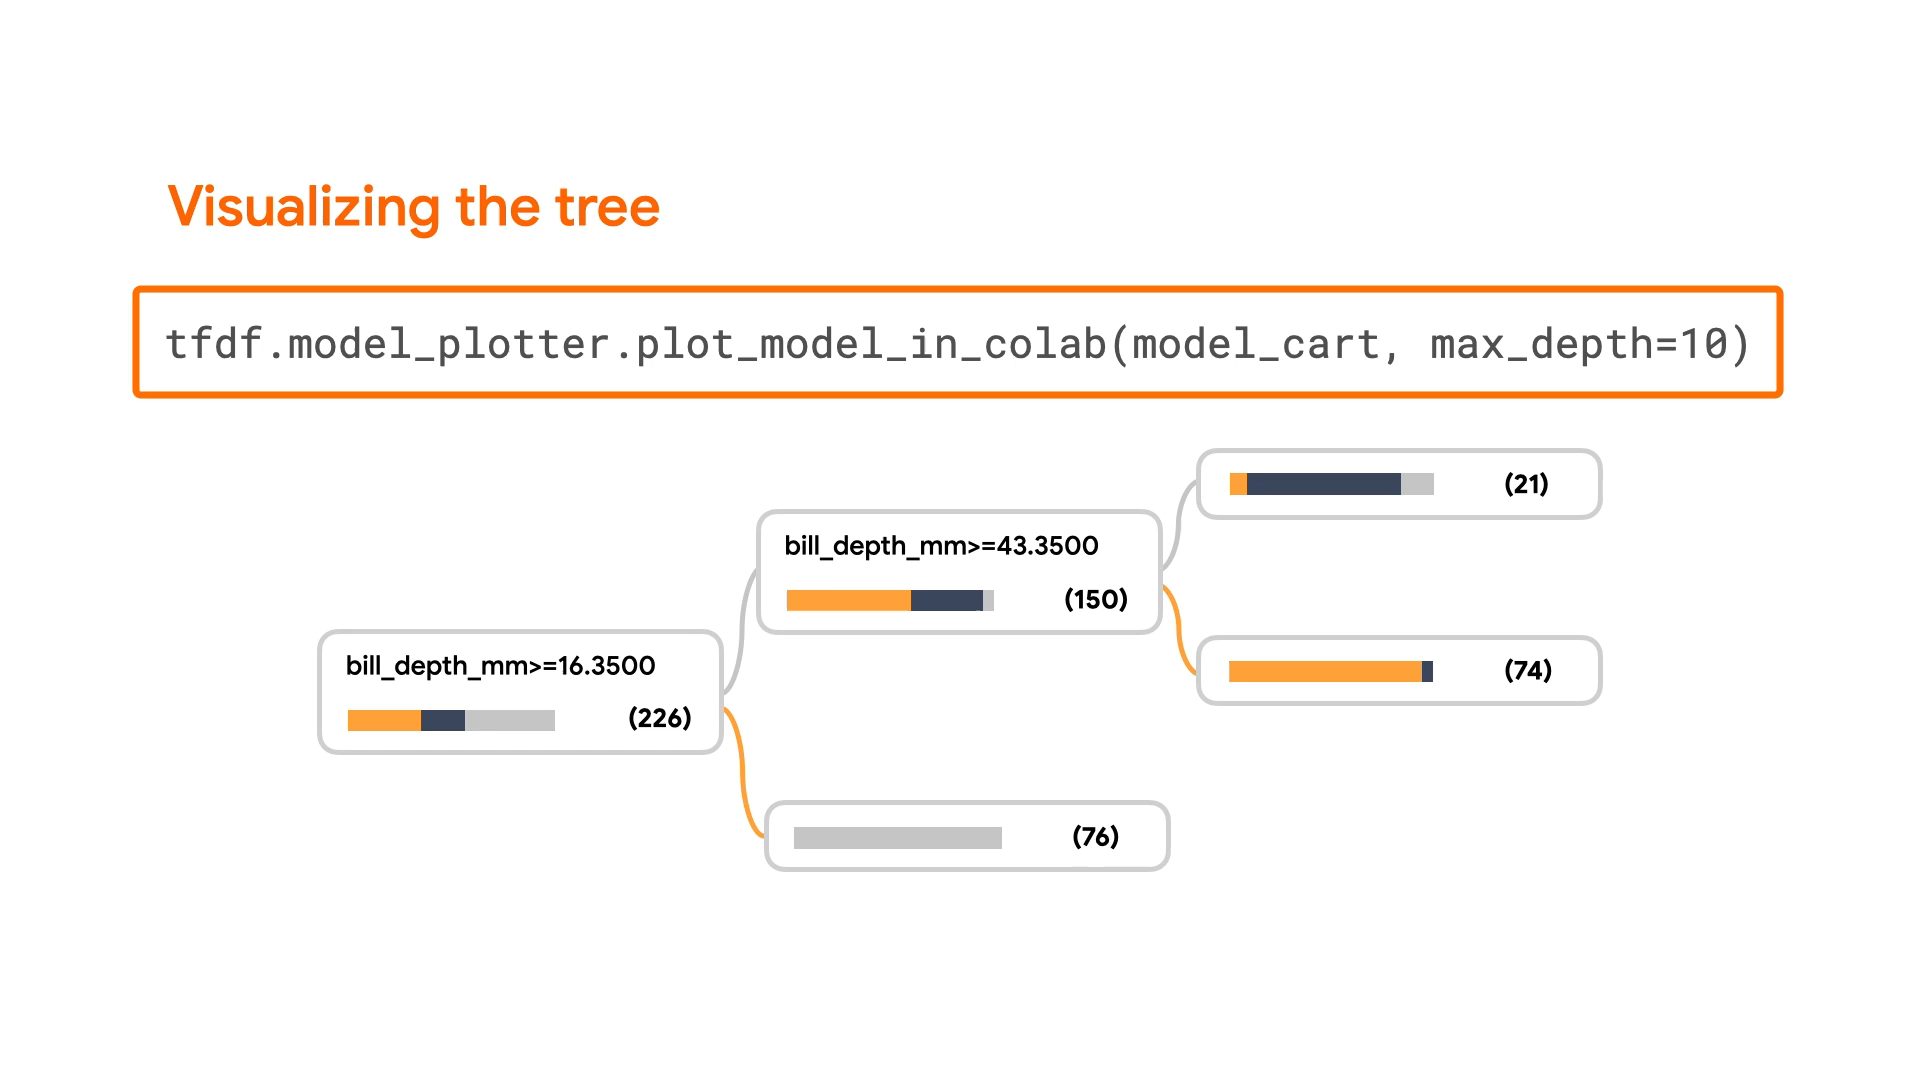 Visualizing the tree
tfdf.model_plotter.plot_model_in_colab(model_cart, max_depth=10)
(21)
bill_depth_mm>=43.3500
(150)
bill_depth_mm>=16.3500
(226)
(74)
(76)